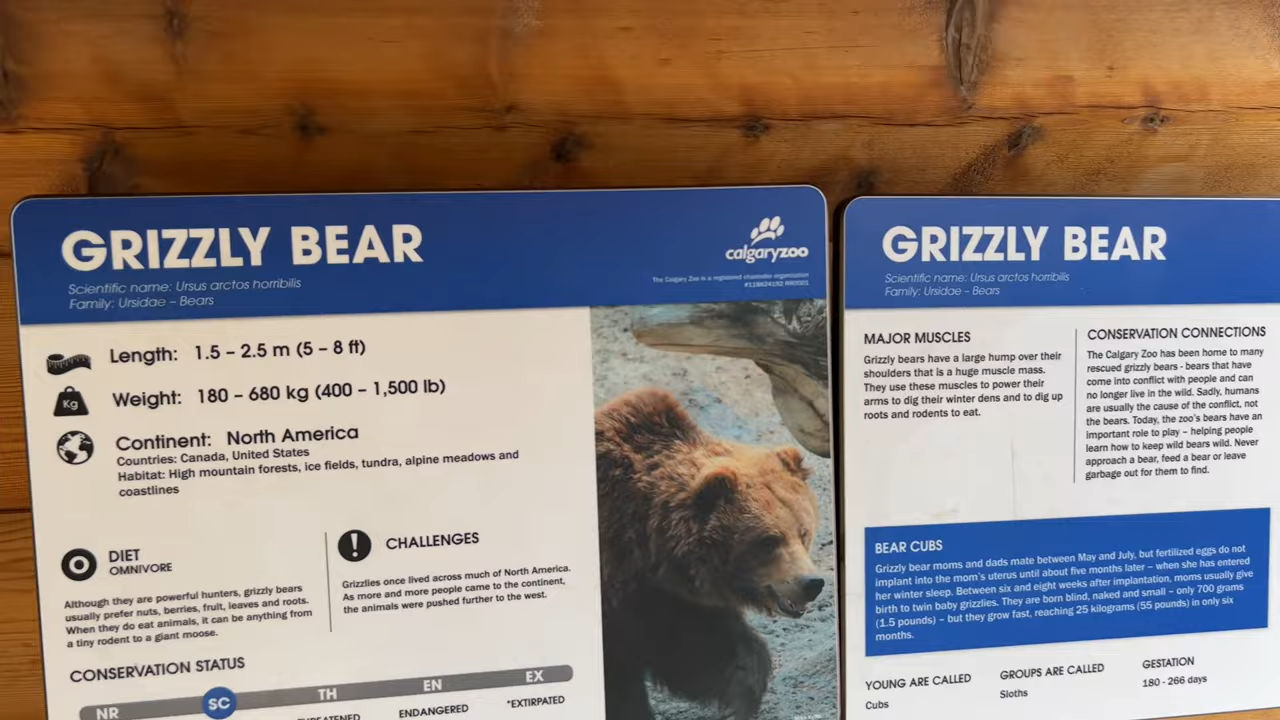 GRIZZLY BEAR
Scientific name: Ursus arctos horribilis
Family: Ursidae – Bears
calgaryzoo
The Calgary Zoo is a registered charitable organization
Length: 1.5 – 2.5 m (5 – 8 ft)
Kg
Weight: 180 – 680 kg (400 – 1,500 lb)
Continent: North America
Countries: Canada, United States
Habitat: High mountain forests, ice fields, tundra, alpine meadows and
coastlines
DIET
OMNIVORE
Although they are powerful hunters, grizzly bears
usually prefer nuts, berries, fruit, leaves and roots.
When they do eat animals, it can be anything from
a tiny rodent to a giant moose.
! CHALLENGES
Grizzlies once lived across much of North America.
As more and more people came to the continent,
the animals were pushed further to the west.
CONSERVATION STATUS
NR SC TH EN EX
ENDANGERED *EXTIRPATED
GRIZZLY BEAR
Scientific name: Ursus arctos horribilis
Family: Ursidae – Bears
MAJOR MUSCLES
Grizzly bears have a large hump over their
shoulders that is a huge muscle mass.
They use these muscles to power their
arms to dig their winter dens and to dig up
roots and rodents to eat.
CONSERVATION CONNECTIONS
The Calgary Zoo has been home to many
rescued grizzly bears - bears that have
come into conflict with people and can
no longer live in the wild. Sadly, humans
are usually the cause of the conflict, not
the bears. Today, the zoo's bears have an
important role to play – helping people
learn how to keep wild bears wild. Never
approach a bear, feed a bear or leave
garbage out for them to find.
BEAR CUBS
Grizzly bear moms and dads mate between May and July, but fertilized eggs do not
implant into the mom's uterus until about five months later – when she has entered
her winter sleep. Between six and eight weeks after implantation, moms usually give
birth to twin baby grizzlies. They are born blind, naked and small – only 700 grams
(1.5 pounds) – but they grow fast, reaching 25 kilograms (55 pounds) in only six
months.
YOUNG ARE CALLED
Cubs
GROUPS ARE CALLED
Sloths
GESTATION
180 - 266 days